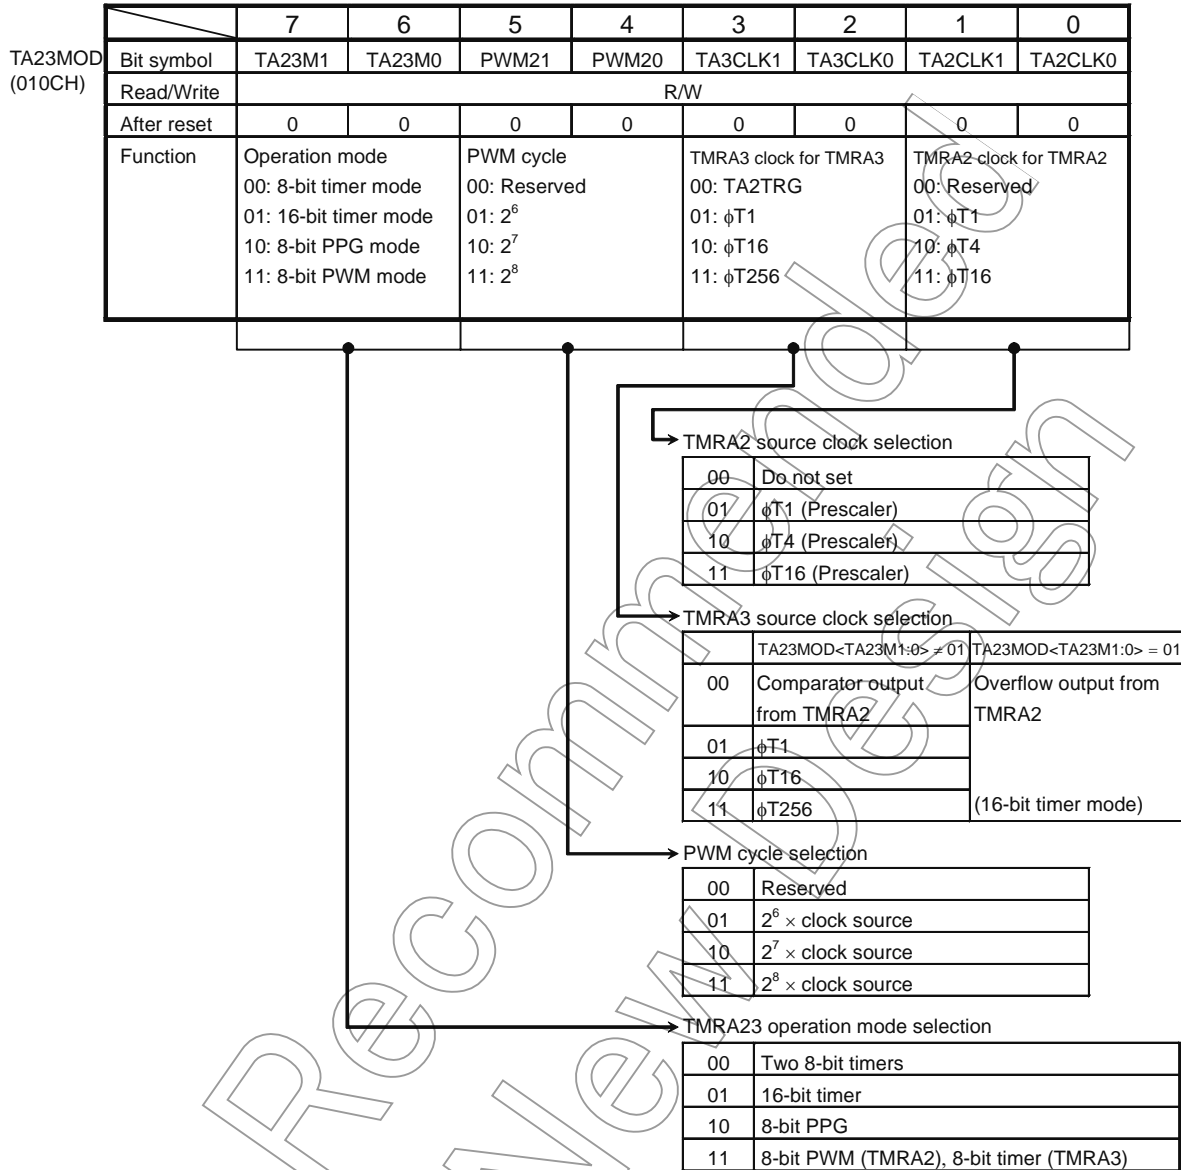 7 6 5 4 3 2 1 0
TA23MOD (010CH)
Bit symbol TA23M1 TA23M0 PWM21 PWM20 TA3CLK1 TA3CLK0 TA2CLK1 TA2CLK0
Read/Write R/W
After reset 0 0 0 0 0 0 0 0
Function Operation mode PWM cycle TMRA3 clock for TMRA3 TMRA2 clock for TMRA2
00: 8-bit timer mode 00: Reserved 00: TA2TRG 00: Reserved
01: 16-bit timer mode 01: 2^6 01: ϕT1 01: ϕT1
10: 8-bit PPG mode 10: 2^7 10: ϕT16 10: ϕT4
11: 8-bit PWM mode 11: 2^8 11: ϕT256 11: ϕT16
TMRA2 source clock selection
00 Do not set
01 ϕT1 (Prescaler)
10 ϕT4 (Prescaler)
11 ϕT16 (Prescaler)
TMRA3 source clock selection
TA23MOD<TA23M1:0> ≠ 01 TA23MOD<TA23M1:0> = 01
00 Comparator output Overflow output from
from TMRA2 TMRA2
01 ϕT1
10 ϕT16
11 ϕT256 (16-bit timer mode)
PWM cycle selection
00 Reserved
01 2^6 × clock source
10 2^7 × clock source
11 2^8 × clock source
TMRA23 operation mode selection
00 Two 8-bit timers
01 16-bit timer
10 8-bit PPG
11 8-bit PWM (TMRA2), 8-bit timer (TMRA3)
Recommended
New Design